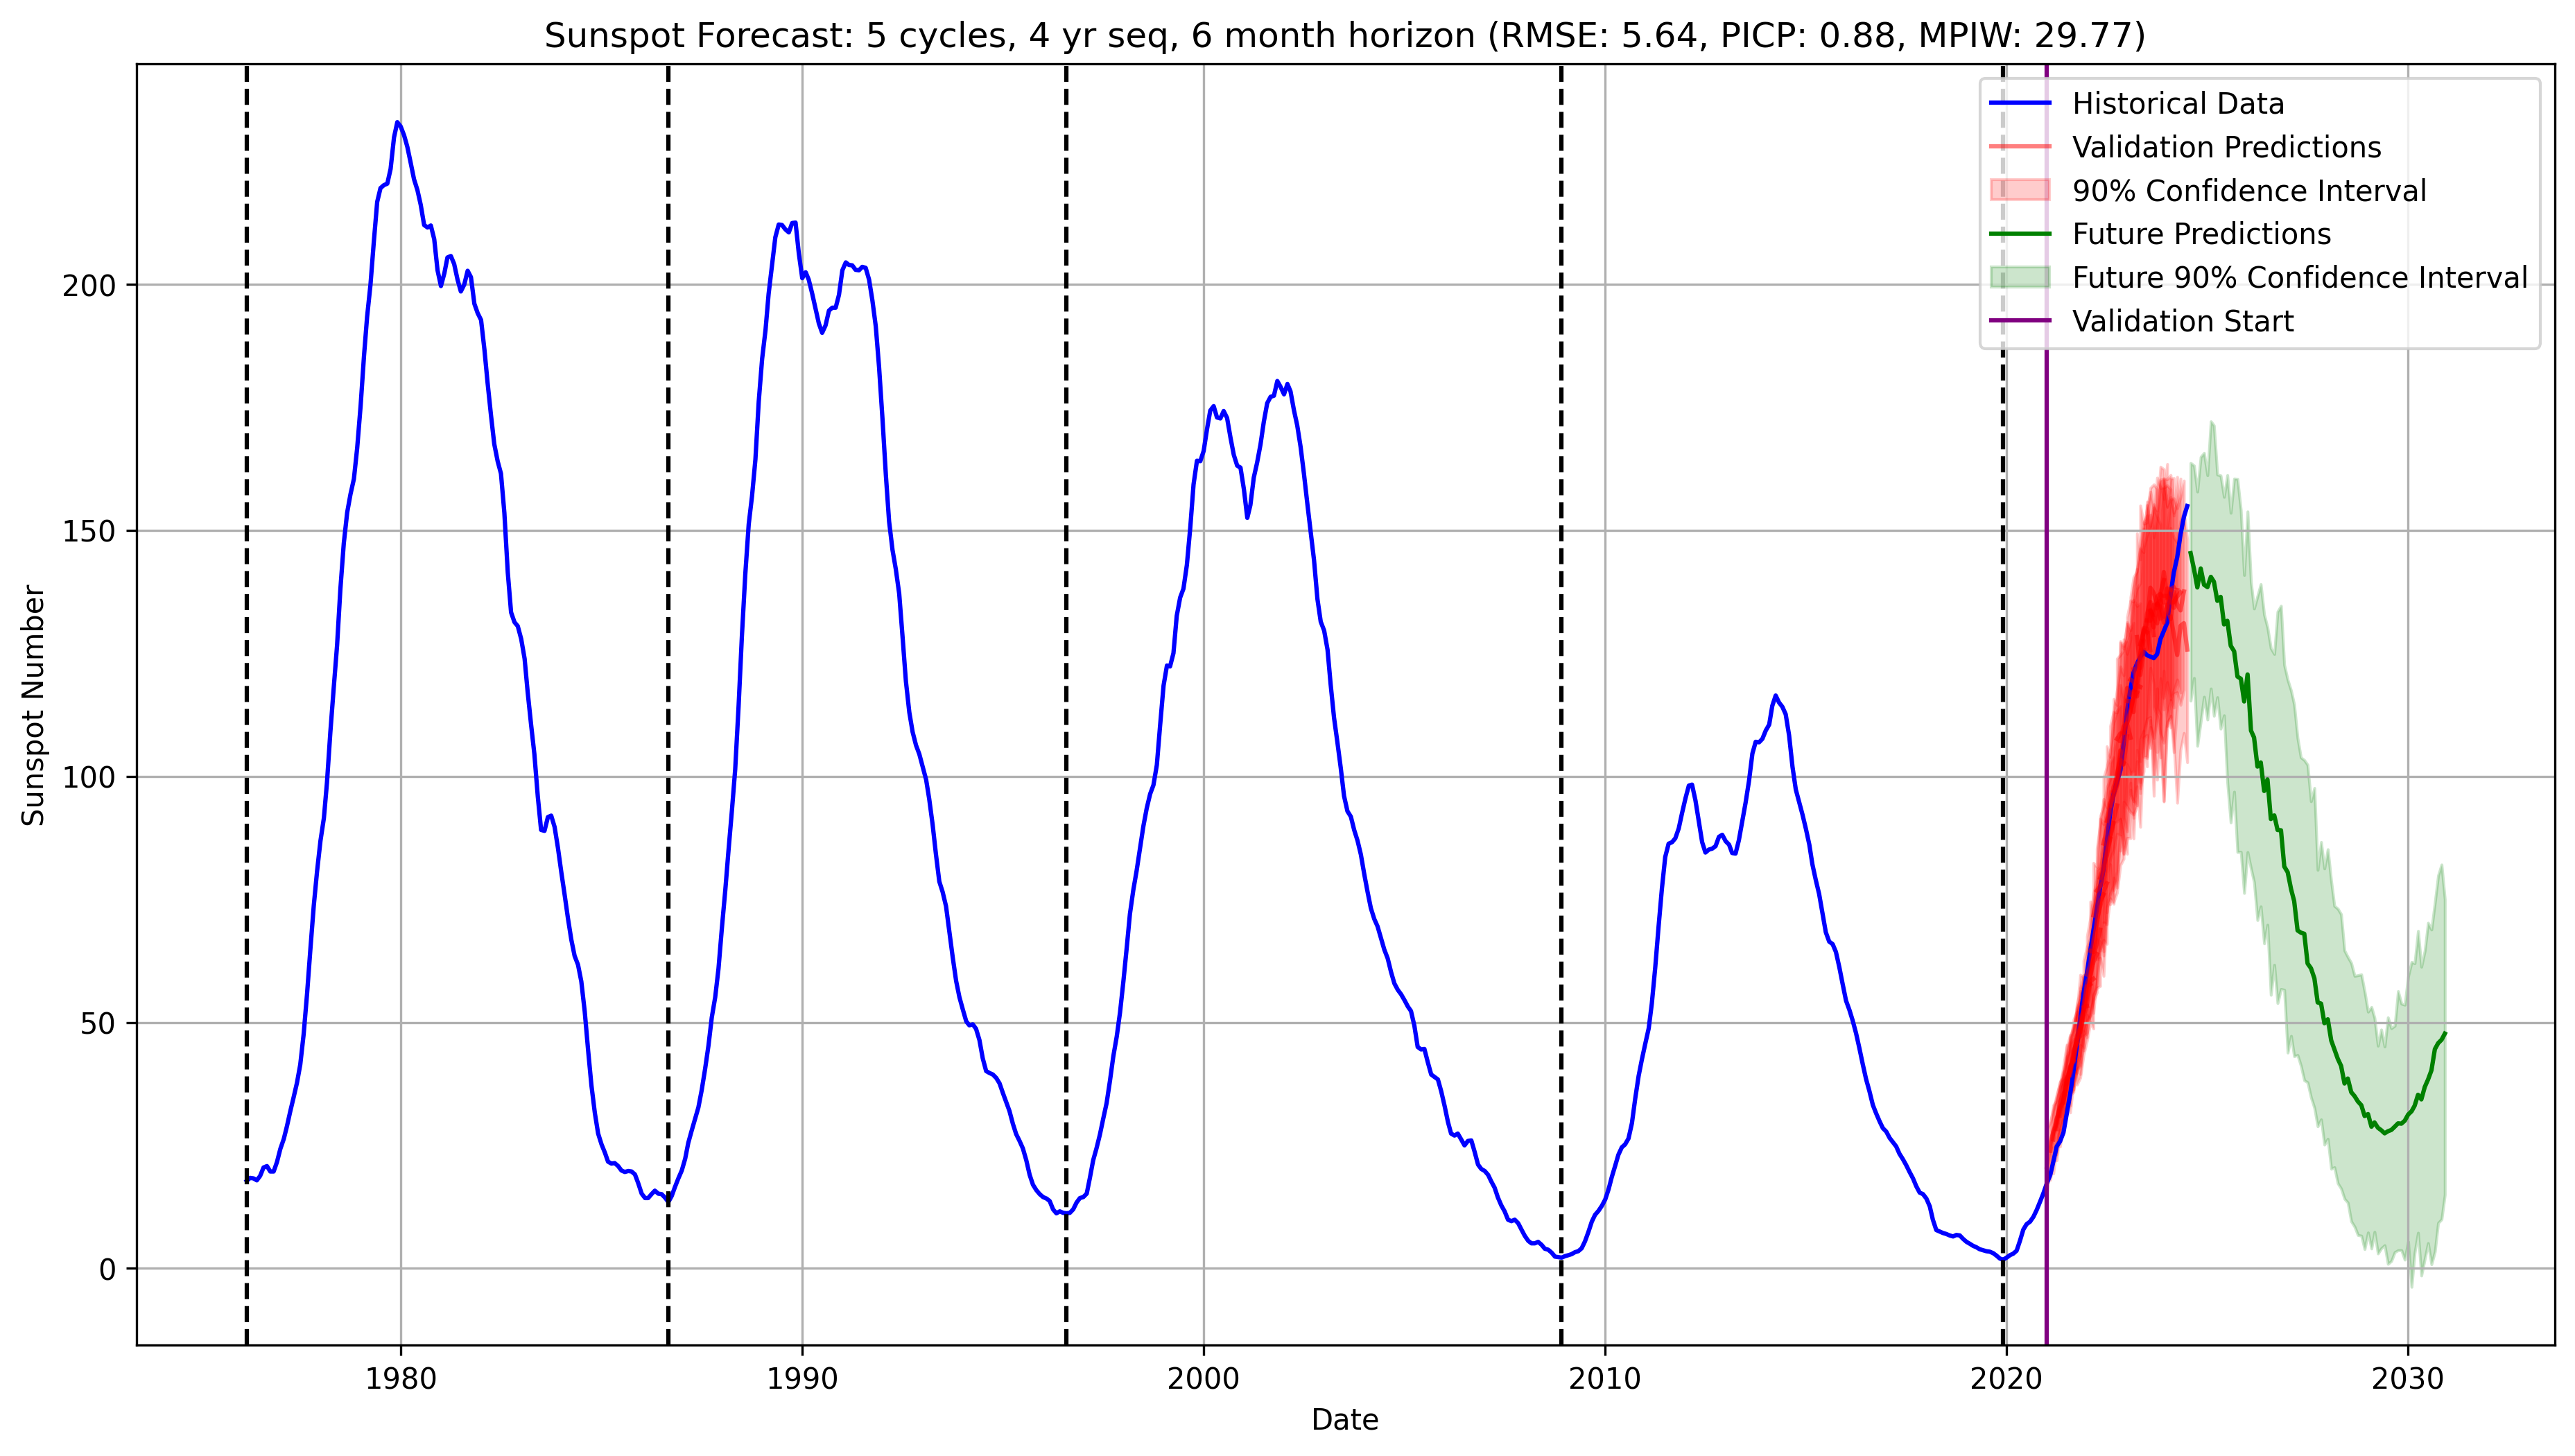 Sunspot Forecast: 5 cycles, 4 yr seq, 6 month horizon (RMSE: 5.64, PICP: 0.88, MPIW: 29.77)
Historical Data
Validation Predictions
90% Confidence Interval
Future Predictions
Future 90% Confidence Interval
Validation Start
Sunspot Number
200
150
100
50
0
1980
1990
2000
2010
2020
2030
Date